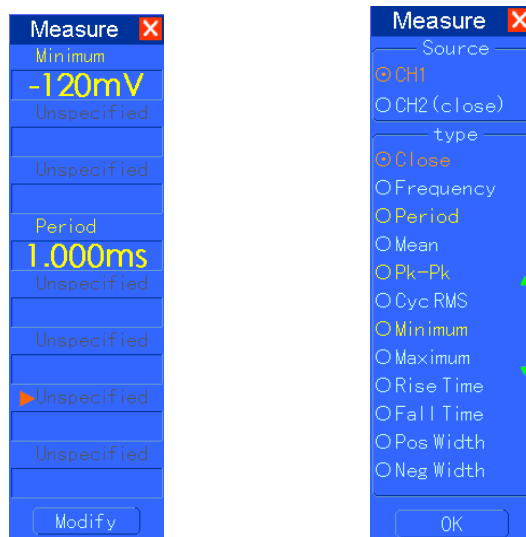 Measure X
Minimum
-120mV
Unspecified
Unspecified
Period
1.000ms
Unspecified
Unspecified
Unspecified
Unspecified
Modify
Measure X
Source
CH1
CH2(close)
type
Close
Frequency
Period
Mean
Pk-Pk
Cyc RMS
Minimum
Maximum
Rise Time
Fall Time
Pos Width
Neg Width
OK